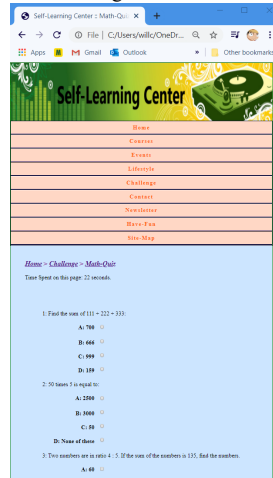 Self-Learning Center :: Math-Qui
File | C:/Users/willc/OneDr...
Apps M Gmail Outlook » Other bookmarks
Self-Learning Center
Home
Contest
Events
Lifestyle
Challenge
Contact
Newsletter
Have-Fun
Site-Map
Home > Challenge > Math-Quiz
Time Spent on this page: 22 seconds.
1: Find the sum of 111 + 222 + 333:
A: 700
B: 666
C: 999
D: 159
2: 50 times 5 is equal to:
A: 2500
B: 3000
C: 50
D: None of these
3: Two numbers are in ratio 4 : 5. If the sum of the numbers is 135, find the numbers.
A: 60